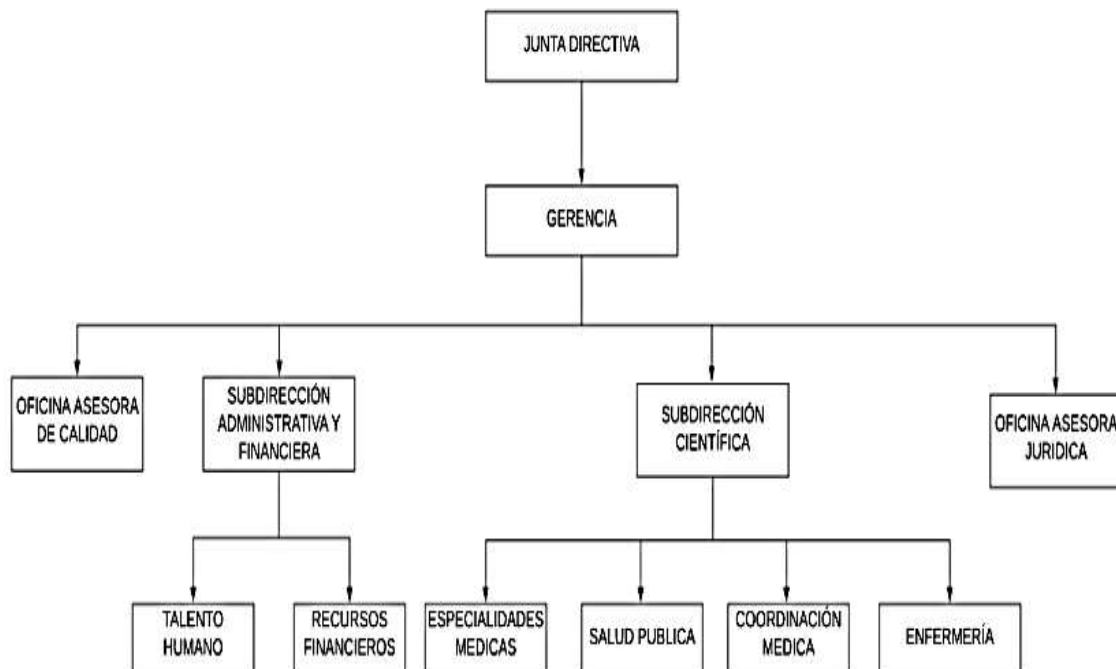 JUNTA DIRECTIVA
GERENCIA
OFICINA ASESORA
DE CALIDAD
SUBDIRECCIÓN
ADMINISTRATIVA Y
FINANCIERA
SUBDIRECCIÓN
CIENTÍFICA
OFICINA ASESORA
JURIDICA
TALENTO
HUMANO
RECURSOS
FINANCIEROS
ESPECIALIDADES
MEDICAS
SALUD PUBLICA
COORDINACIÓN
MEDICA
ENFERMERÍA